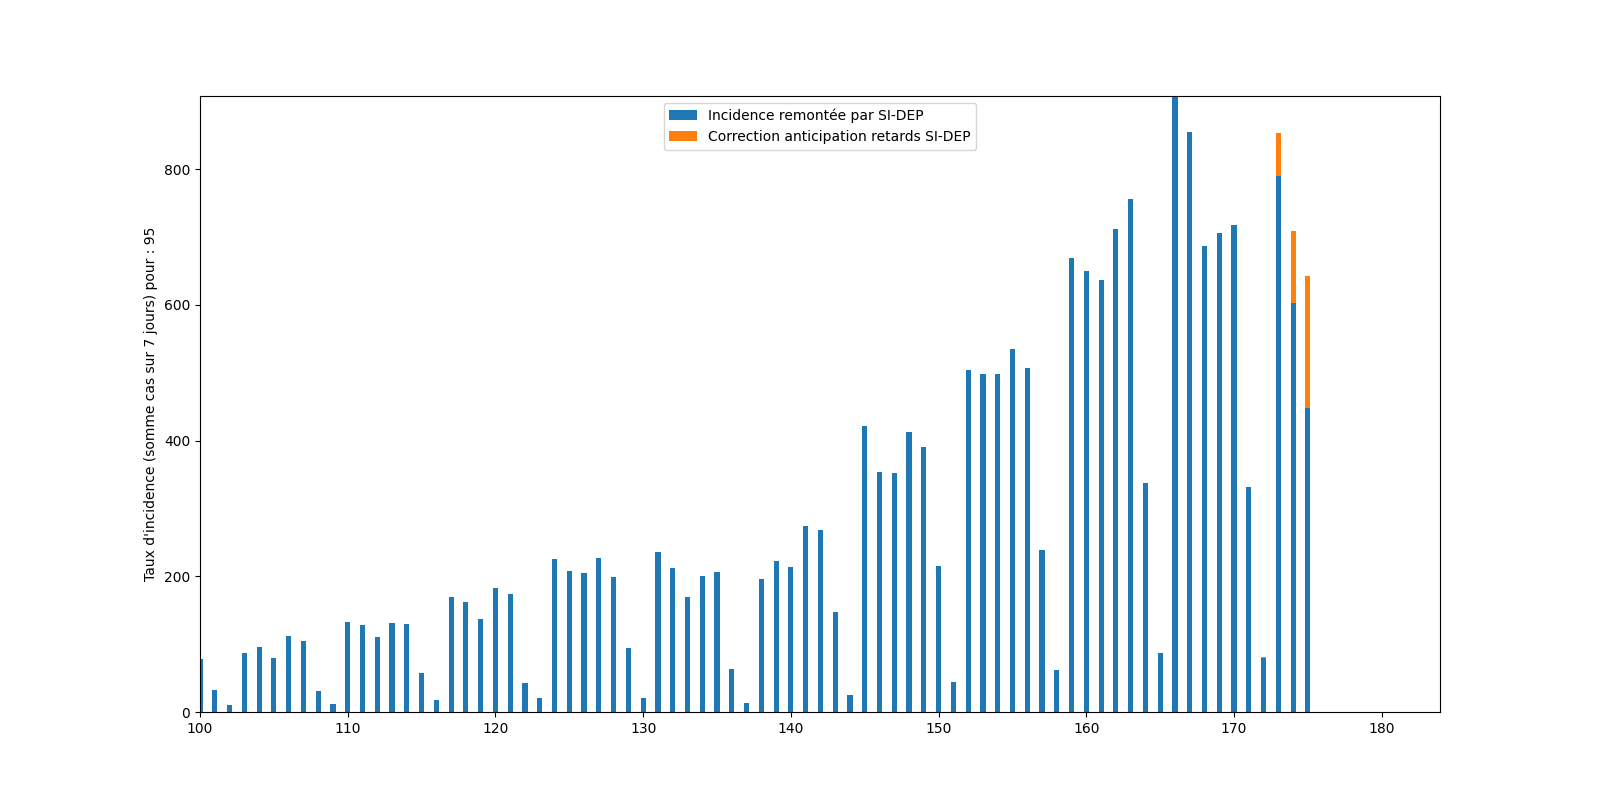 Incidence remontée par SI-DEP
Correction anticipation retards SI-DEP
Taux d'incidence (somme cas sur 7 jours) pour : 95
800
600
400
200
0
100 110 120 130 140 150 160 170 180